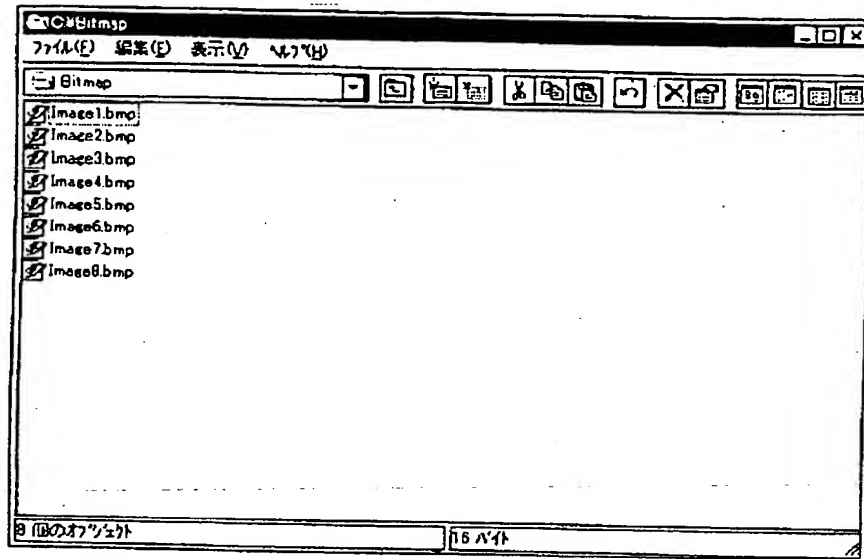 C:¥Bitmap
ファイル(F) 編集(E) 表示(V) ヘルプ(H)
Bitmap
Image1.bmp
Image2.bmp
Image3.bmp
Image4.bmp
Image5.bmp
Image6.bmp
Image7.bmp
Image8.bmp
8 個のオブジェクト
16 バイト